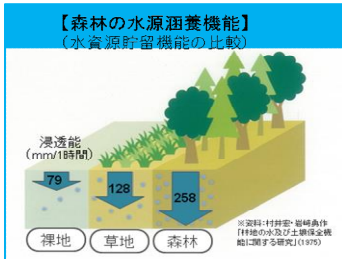 【森林の水源涵養機能】
(水資源貯留機能の比較)
浸透能
(mm/1時間)
79
128
258
裸地
草地
森林
※資料:村井宏・岩崎勇作
「林地の水及び土壌保全機
能に関する研究」(1975)